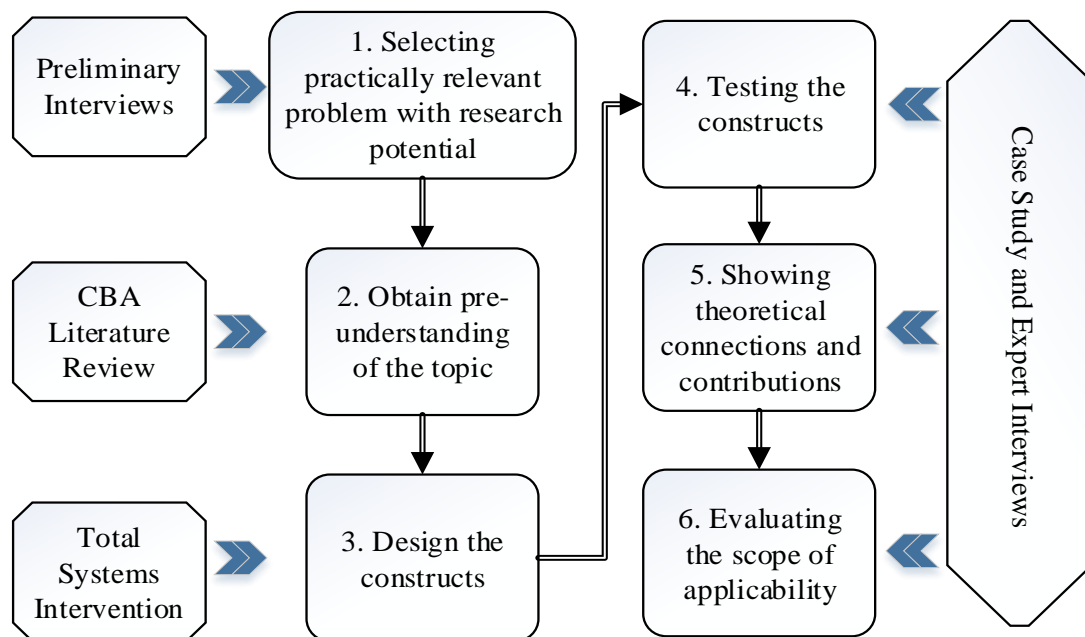 Preliminary
Interviews
1. Selecting
practically relevant
problem with research
potential
CBA
Literature
Review
2. Obtain pre-
understanding
of the topic
Total
Systems
Intervention
3. Design the
constructs
4. Testing the
constructs
5. Showing
theoretical
connections and
contributions
6. Evaluating
the scope of
applicability
Case Study and Expert Interviews